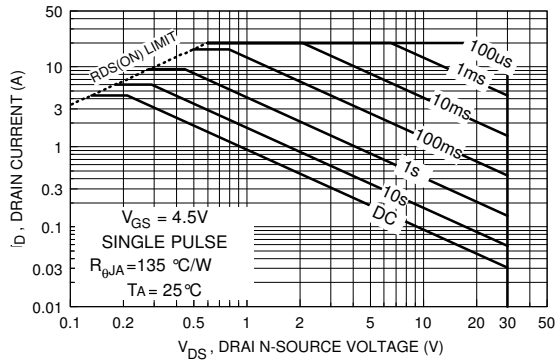 30
10
3
1
0.3
0.1
0.03
0.01
ID , DRAIN CURRENT (A)
RDS(ON) LIMIT
100us
1ms
10ms
100ms
1s
10s
DC
VGS = 4.5V
SINGLE PULSE
RθJA=135 °C/W
TA= 25°C
0.1 0.2 0.5 1 2 5 10 20 30 50
VDS , DRAI N-SOURCE VOLTAGE (V)